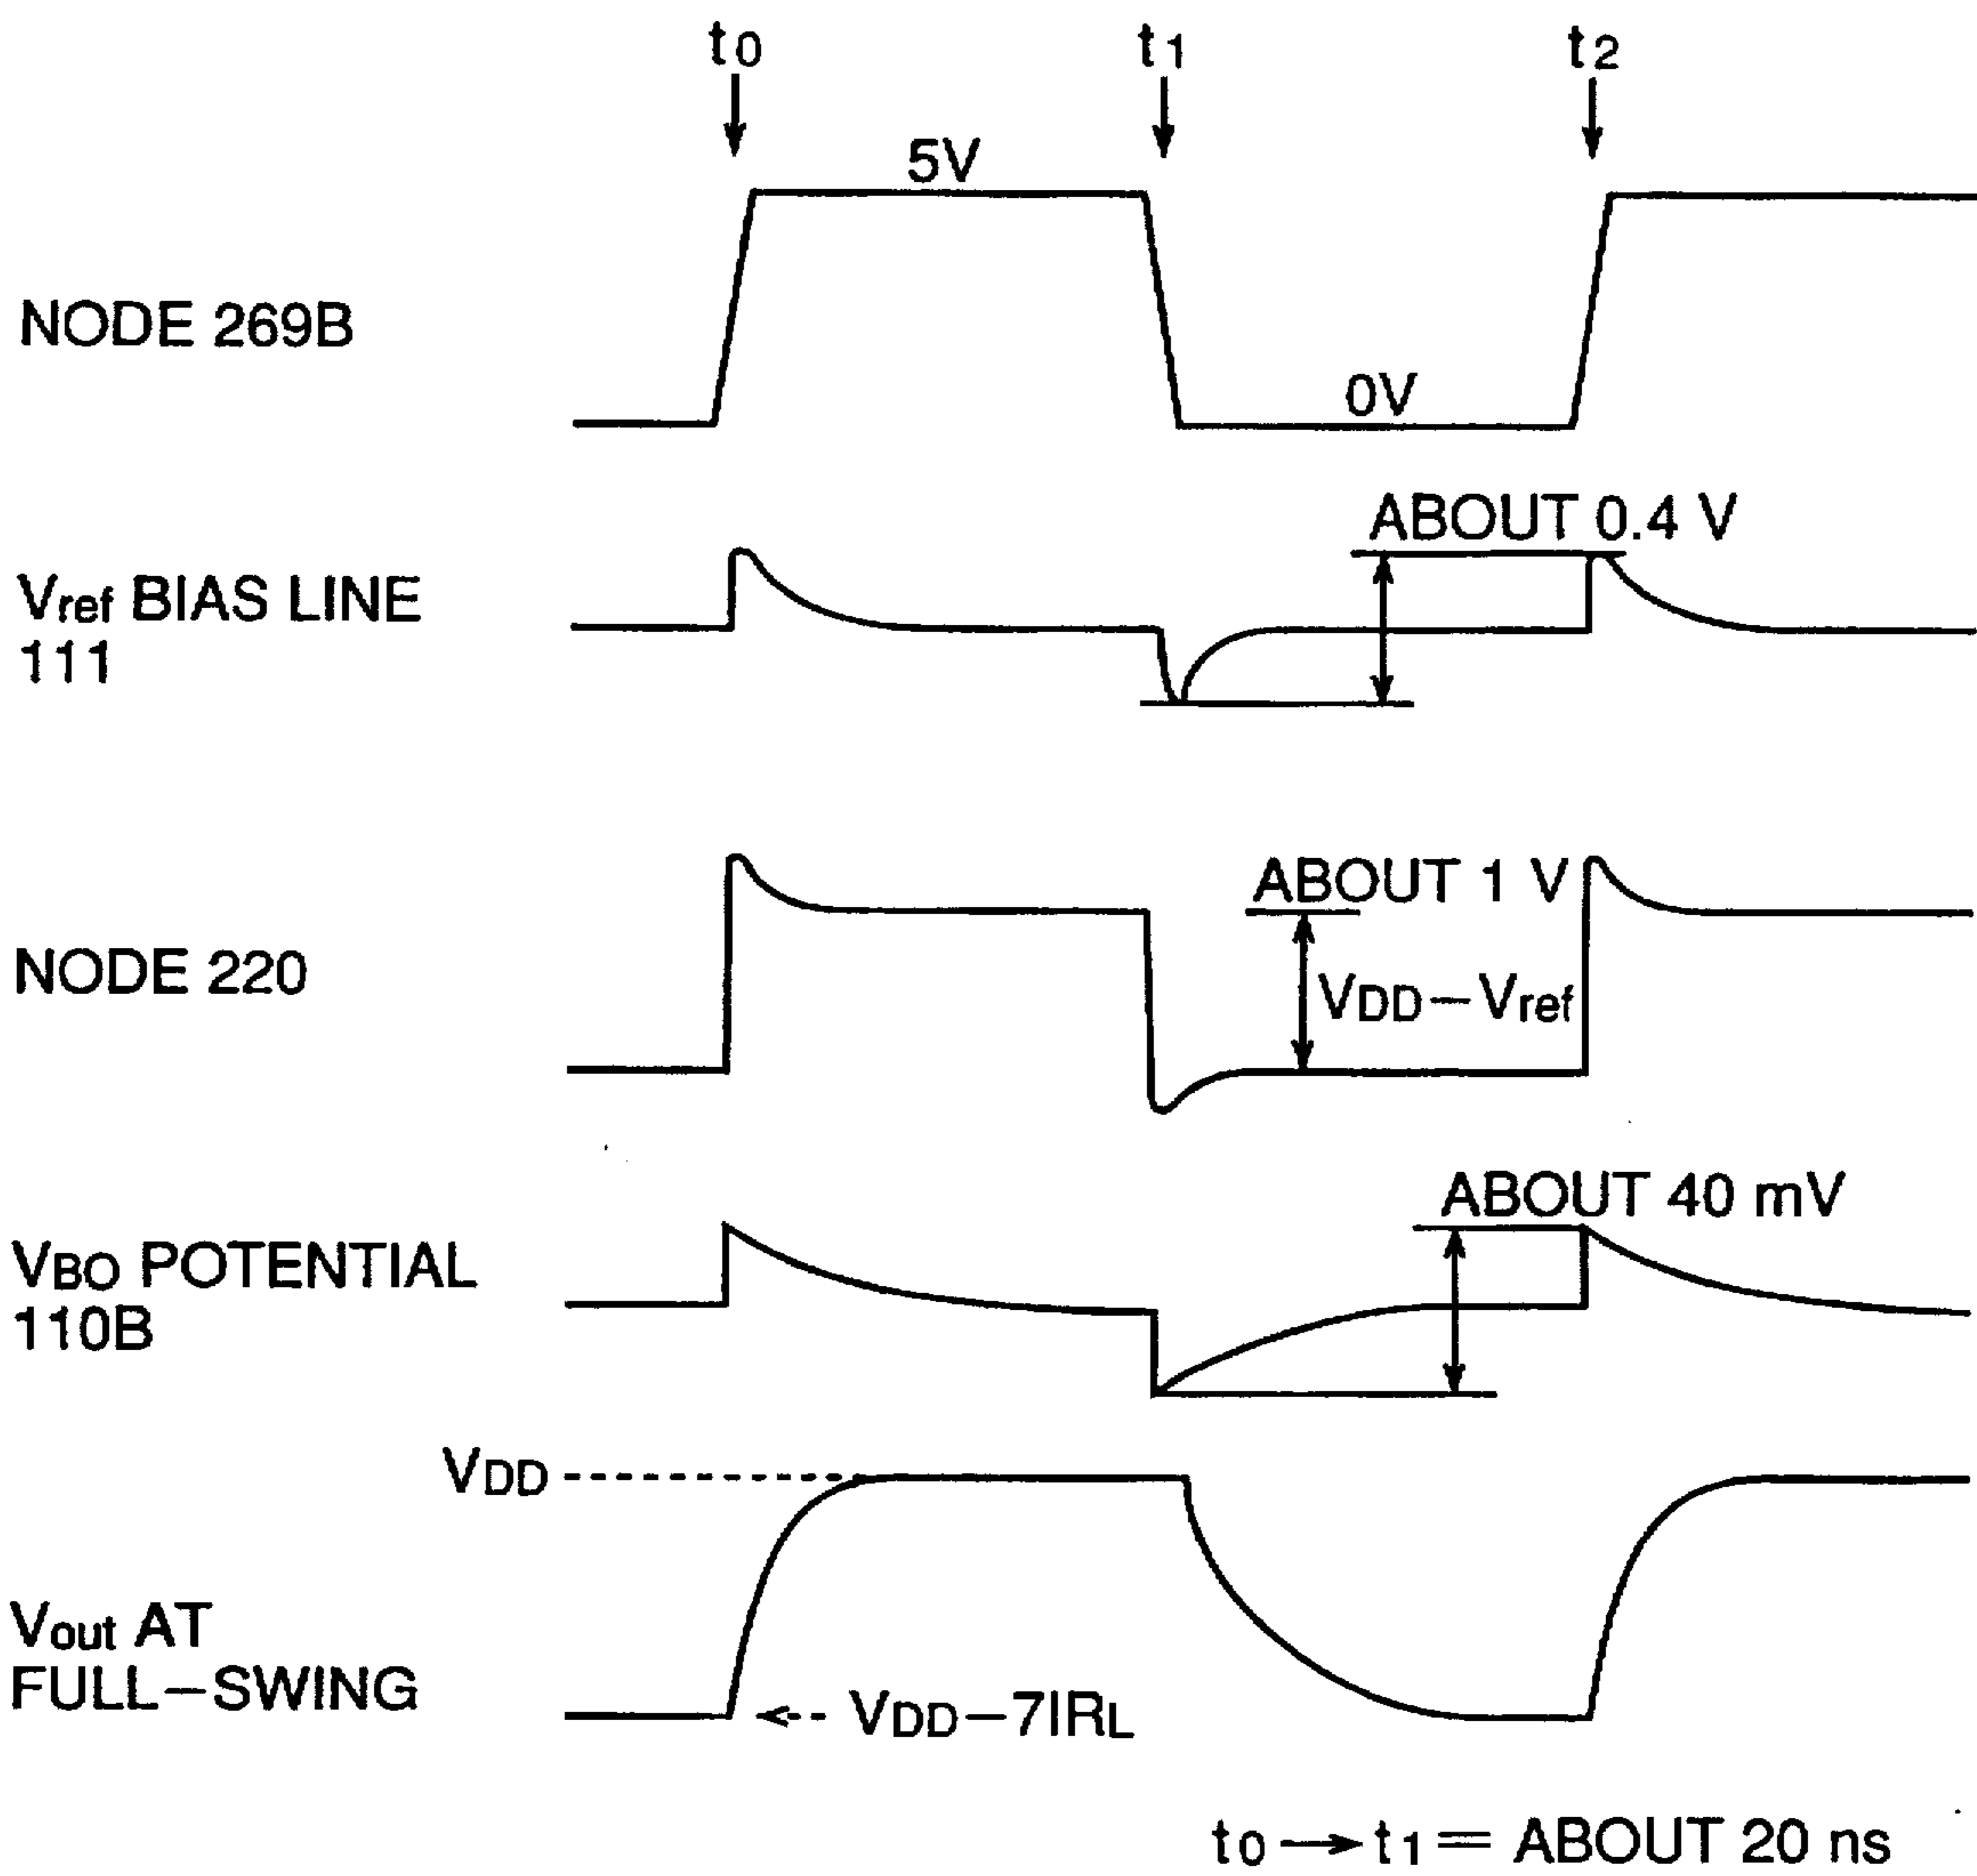 t0 t1 t2
5V
NODE 269B
0V
ABOUT 0.4 V
Vref BIAS LINE
111
ABOUT 1 V
NODE 220
VDD−Vref
ABOUT 40 mV
VBO POTENTIAL
110B
VDD
Vout AT
FULL−SWING
VDD−7IRL
t0→t1=ABOUT 20 ns